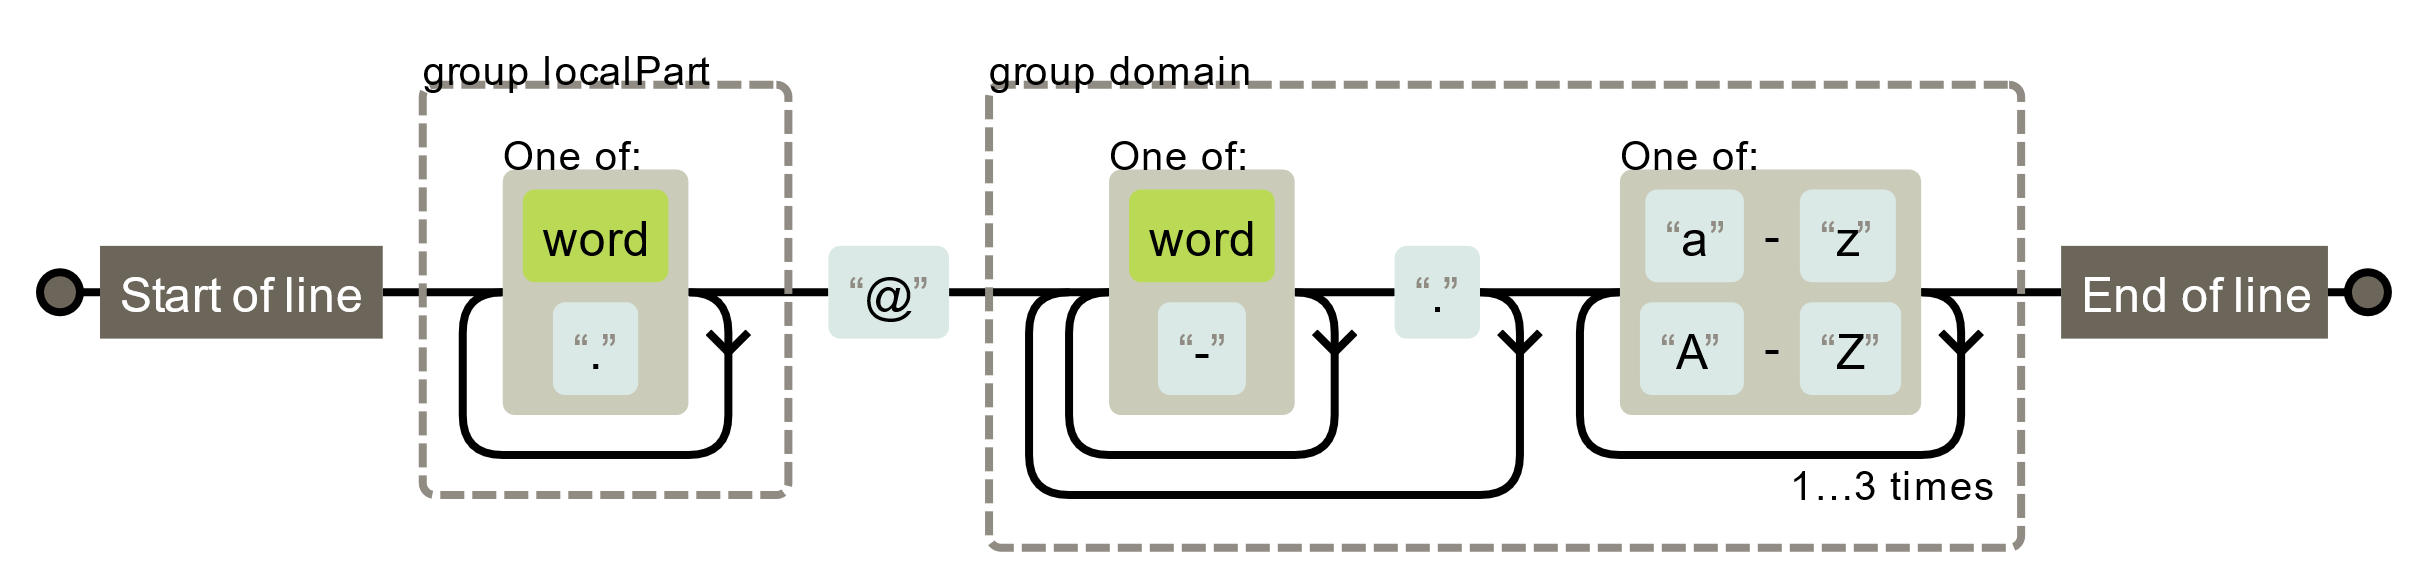 group localPart
group domain
One of:
One of:
One of:
word
word
“a” - “z”
Start of line
“@”
“.”
End of line
“.”
“-”
“A” - “Z”
1...3 times